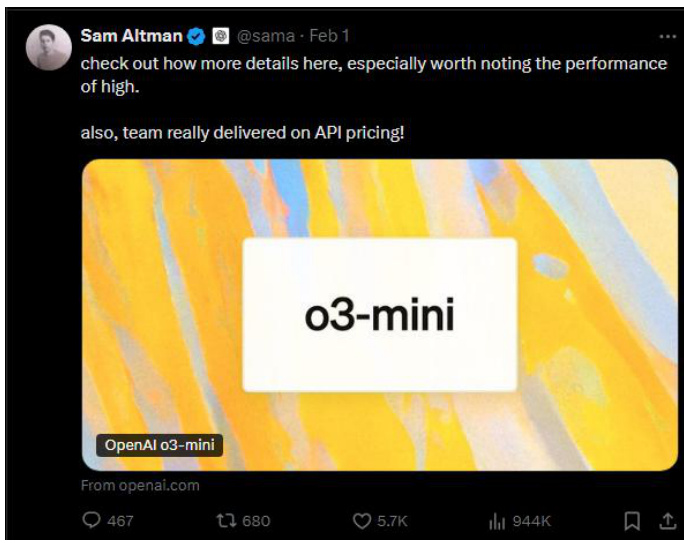 Sam Altman @sama · Feb 1
check out how more details here, especially worth noting the performance
of high.
also, team really delivered on API pricing!
o3-mini
OpenAI o3-mini
From openai.com
467 680 5.7K 944K